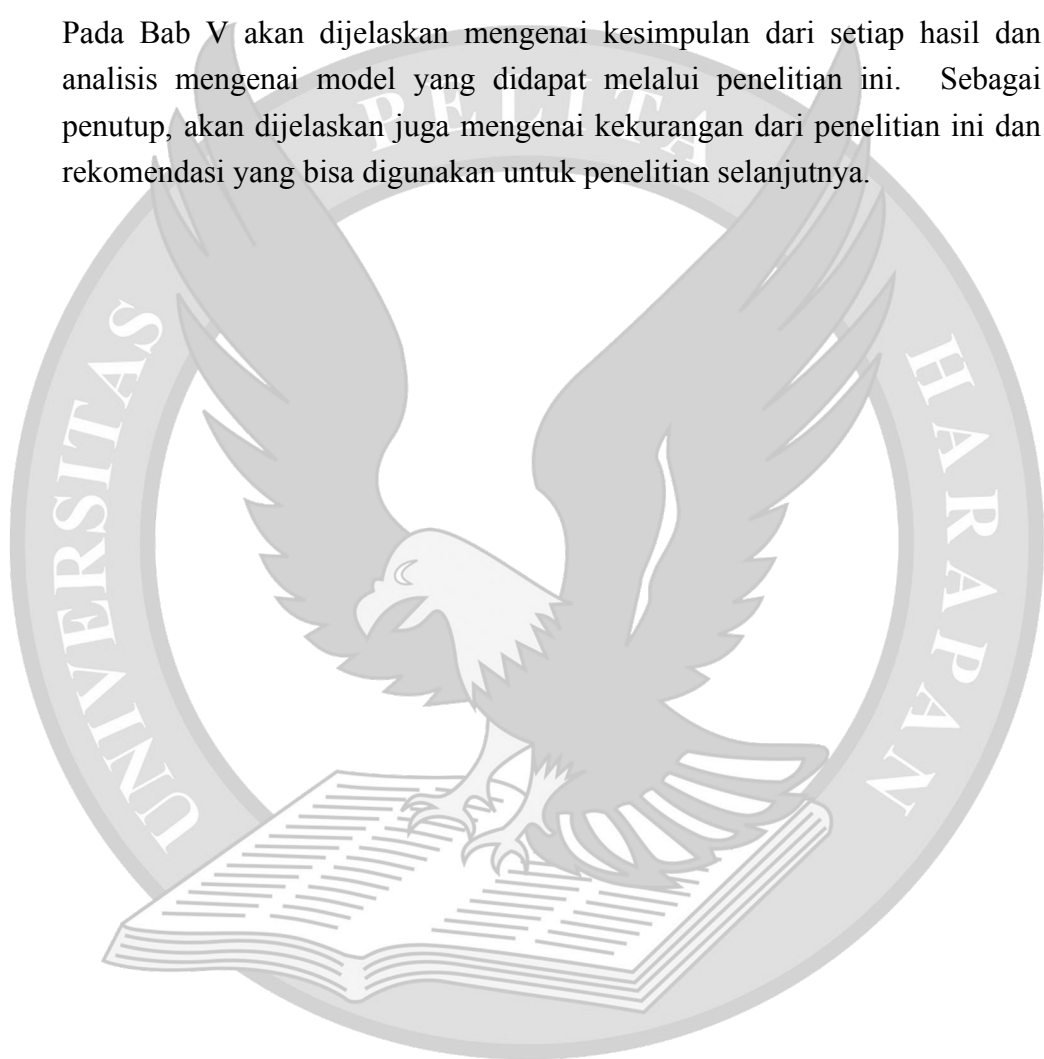 Pada Bab V akan dijelaskan mengenai kesimpulan dari setiap hasil dan
analisis mengenai model yang didapat melalui penelitian ini. Sebagai
penutup, akan dijelaskan juga mengenai kekurangan dari penelitian ini dan
rekomendasi yang bisa digunakan untuk penelitian selanjutnya.
UNIVERSITAS
PELITA
HARAPAN